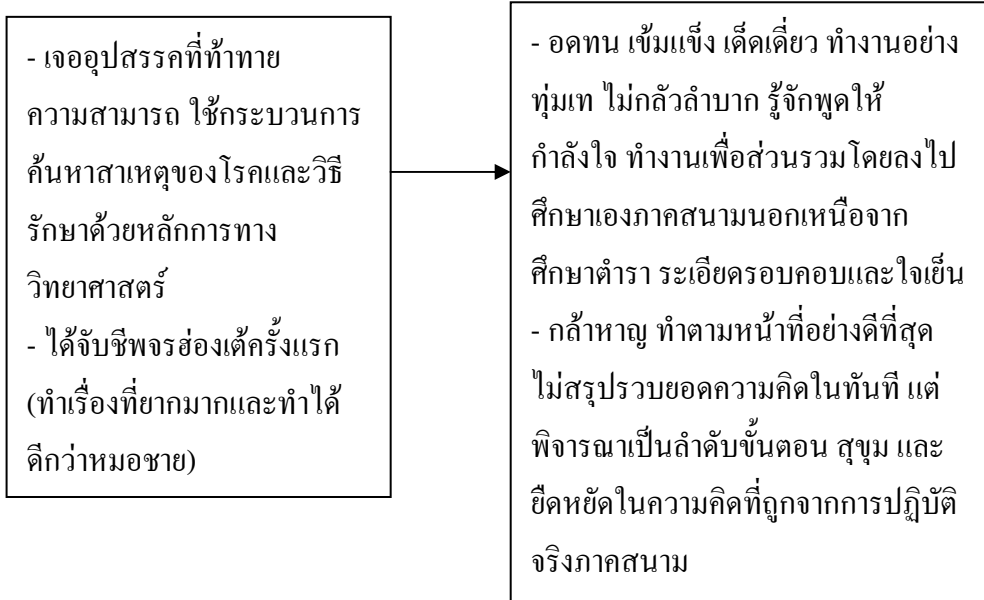 - เจออุปสรรคที่ท้าทาย
ความสามารถ ใช้กระบวนการ
ค้นหาสาเหตุของโรคและวิธี
รักษาด้วยหลักการทาง
วิทยาศาสตร์
- ได้จับชีพจรฮ่องเต้ครั้งแรก
(ทำเรื่องที่ยากมากและทำได้
ดีกว่าหมอชาย)
- อดทน เข้มแข็ง เด็ดเดี่ยว ทำงานอย่าง
ทุ่มเท ไม่กลัวลำบาก รู้จักพูดให้
กำลังใจ ทำงานเพื่อส่วนรวมโดยลงไป
ศึกษาเองภาคสนามนอกเหนือจาก
ศึกษาตำรา ระเอียดรอบคอบและใจเย็น
- กล้าหาญ ทำตามหน้าที่อย่างดีที่สุด
ไม่สรุปรวบยอดความคิดในทันที แต่
พิจารณาเป็นลำดับขั้นตอน สุขุม และ
ยืดหยัดในความคิดที่ถูกจากการปฏิบัติ
จริงภาคสนาม